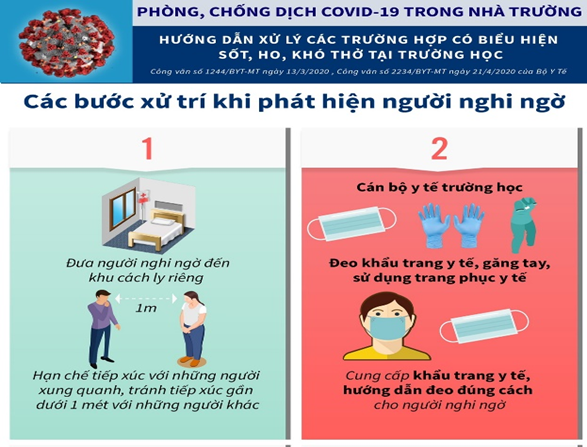 PHÒNG, CHỐNG DỊCH COVID-19 TRONG NHÀ TRƯỜNG
HƯỚNG DẪN XỬ LÝ CÁC TRƯỜNG HỢP CÓ BIỂU HIỆN
SỐT, HO, KHÓ THỞ TẠI TRƯỜNG HỌC
Công văn số 1244/BYT-MT ngày 13/3/2020 , Công văn số 2234/BYT-MT ngày 21/4/2020 của Bộ Y Tế
Các bước xử trí khi phát hiện người nghi ngờ
1
Đưa người nghi ngờ đến
khu cách ly riêng
1m
Hạn chế tiếp xúc với những người
xung quanh, tránh tiếp xúc gần
dưới 1 mét với những người khác
2
Cán bộ y tế trường học
Đeo khẩu trang y tế, găng tay,
sử dụng trang phục y tế
Cung cấp khẩu trang y tế,
hướng dẫn đeo đúng cách
cho người nghi ngờ